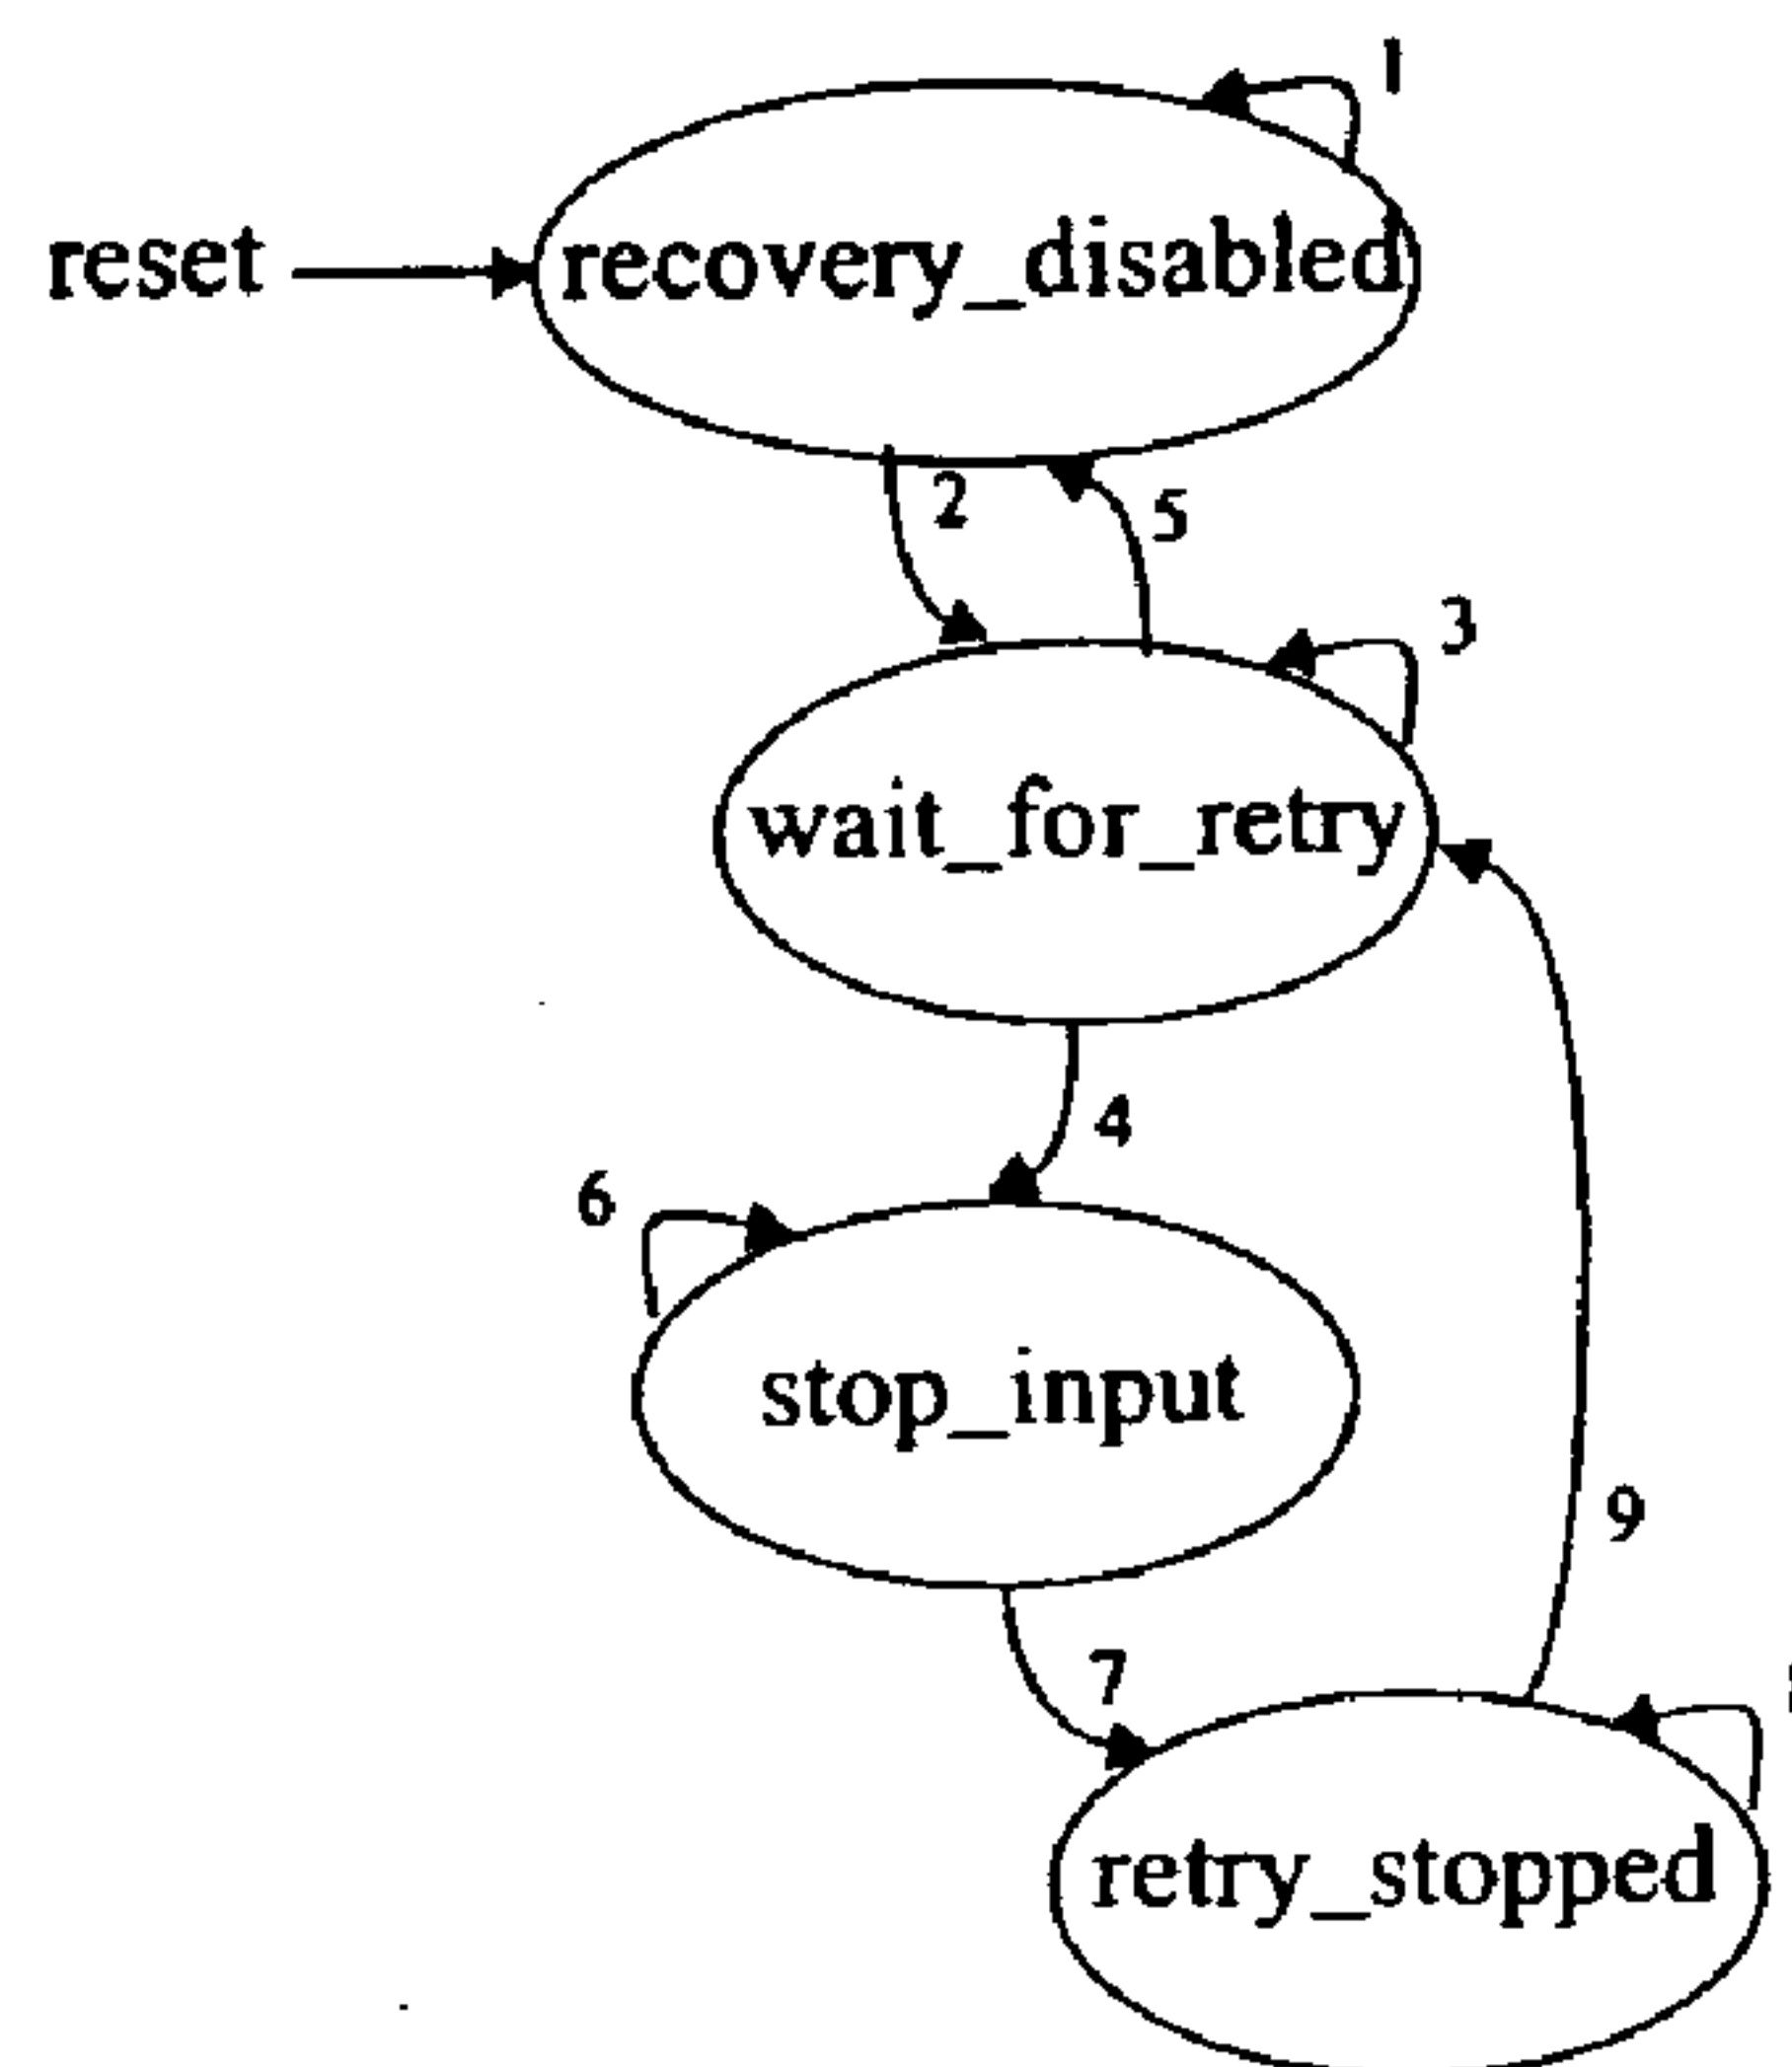 1
reset
recovery_disabled
2
5
3
wait_for_retry
4
6
stop_input
9
7
retry_stopped